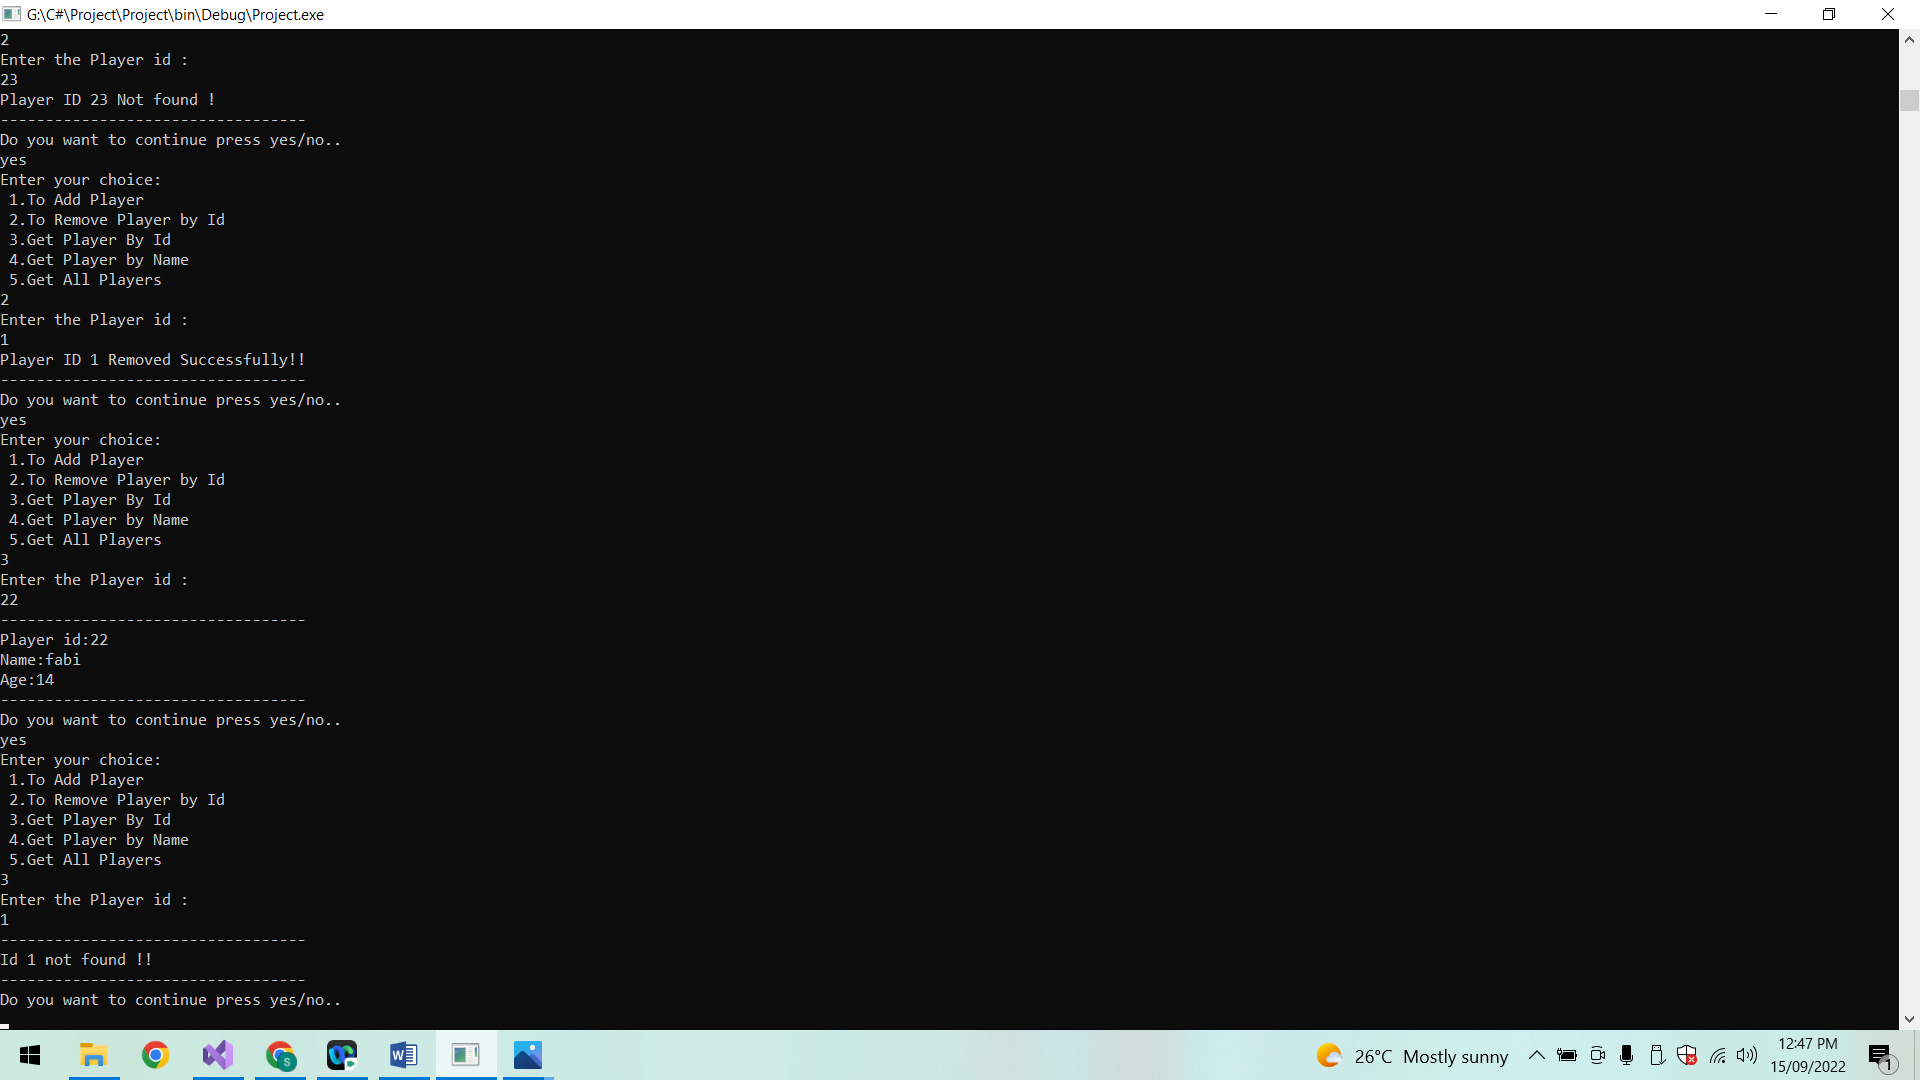 G:\C#\Project\Project\bin\Debug\Project.exe
2
Enter the Player id :
23
Player ID 23 Not found !
----------------------------------
Do you want to continue press yes/no..
yes
Enter your choice:
 1.To Add Player
 2.To Remove Player by Id
 3.Get Player By Id
 4.Get Player by Name
 5.Get All Players
2
Enter the Player id :
1
Player ID 1 Removed Successfully!!
----------------------------------
Do you want to continue press yes/no..
yes
Enter your choice:
 1.To Add Player
 2.To Remove Player by Id
 3.Get Player By Id
 4.Get Player by Name
 5.Get All Players
3
Enter the Player id :
22
----------------------------------
Player id:22
Name:fabi
Age:14
----------------------------------
Do you want to continue press yes/no..
yes
Enter your choice:
 1.To Add Player
 2.To Remove Player by Id
 3.Get Player By Id
 4.Get Player by Name
 5.Get All Players
3
Enter the Player id :
1
----------------------------------
Id 1 not found !!
----------------------------------
Do you want to continue press yes/no..
S
W
26°C Mostly sunny
12:47 PM
15/09/2022
1